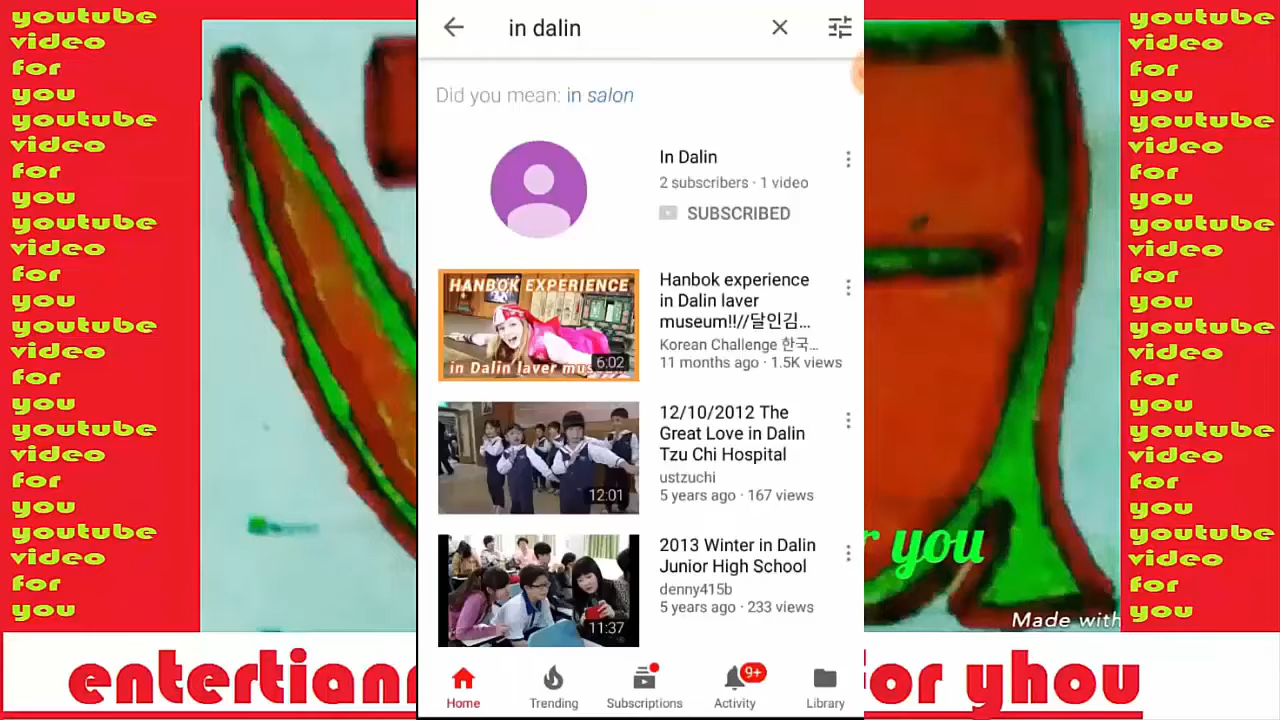 youtube
video
for
you
youtube
video
for
you
youtube
video
for
you
youtube
video
for
you
youtube
video
for
you
youtube
video
for
you
in dalin
Did you mean: in salon
In Dalin
2 subscribers · 1 video
SUBSCRIBED
HANBOK EXPERIENCE
in Dalin laver
6:02
Hanbok experience
in Dalin laver
museum!!//달인김...
Korean Challenge 한국...
11 months ago · 1.5K views
12:01
12/10/2012 The
Great Love in Dalin
Tzu Chi Hospital
ustzuchi
5 years ago · 167 views
11:37
2013 Winter in Dalin
Junior High School
denny415b
5 years ago · 233 views
Home
Trending
Subscriptions
9+
Activity
Library
r you
Made with
youtube
video
for
you
youtube
video
for
you
youtube
video
for
you
youtube
video
for
you
youtube
video
for
you
youtube
video
for
you
entertiann
for yhou